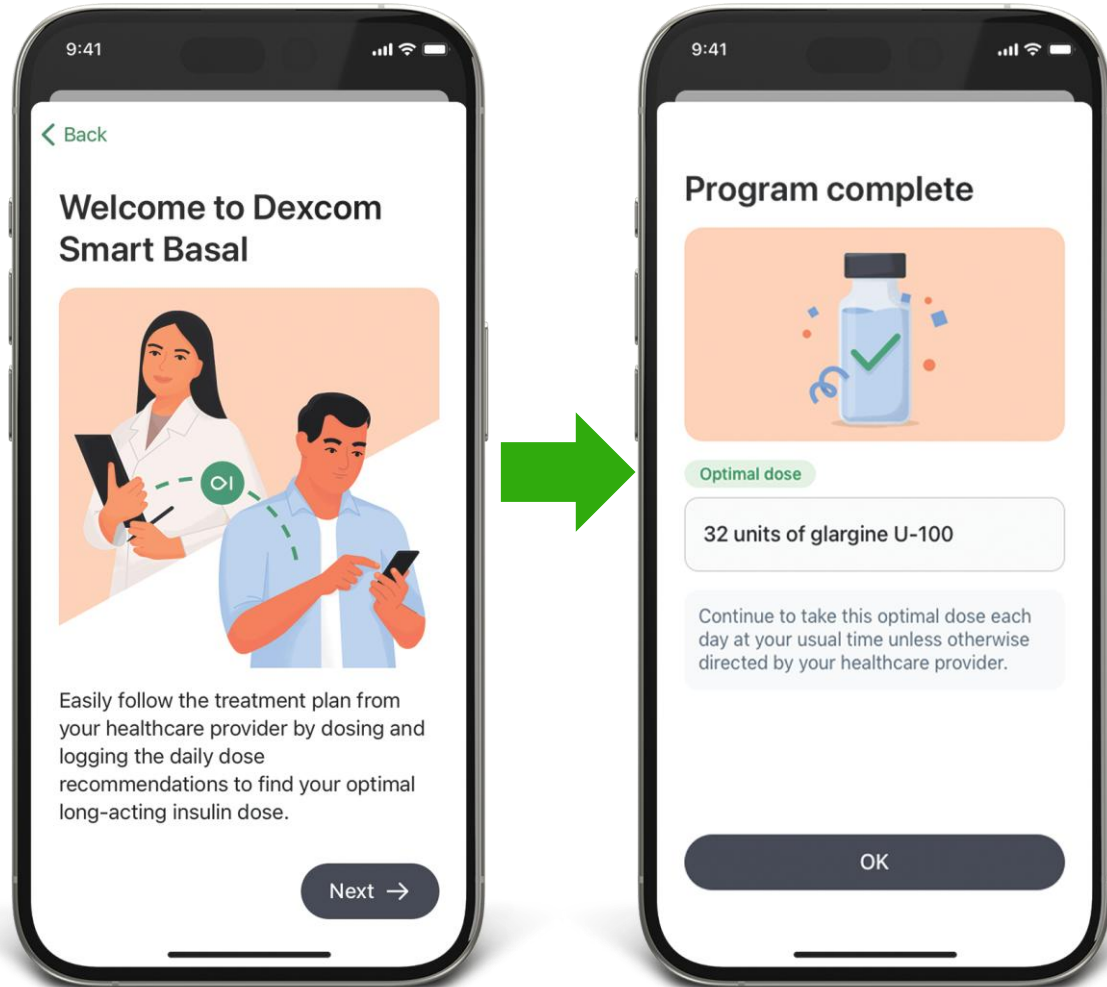 9:41
Back
Welcome to Dexcom
Smart Basal
Easily follow the treatment plan from
your healthcare provider by dosing and
logging the daily dose
recommendations to find your optimal
long-acting insulin dose.
Next →
9:41
Program complete
Optimal dose
32 units of glargine U-100
Continue to take this optimal dose each
day at your usual time unless otherwise
directed by your healthcare provider.
OK